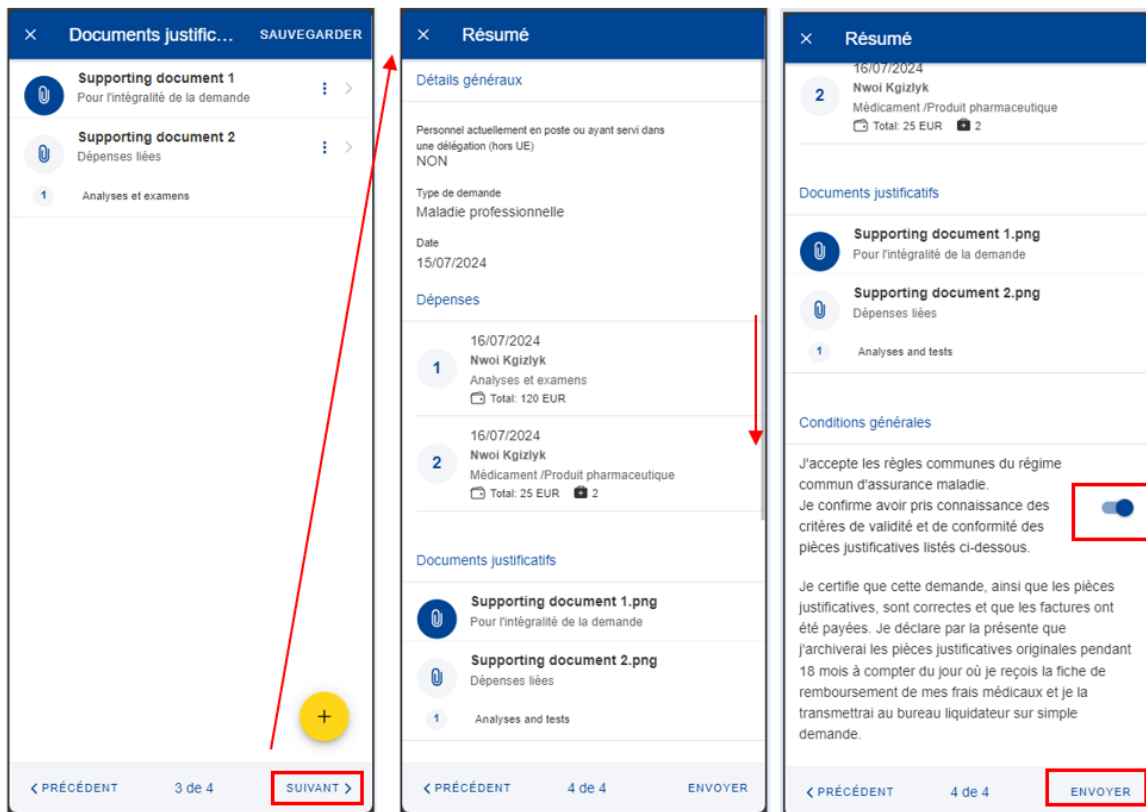 Documents justific...
SAUVEGARDER
Supporting document 1
Pour l'intégralité de la demande
Supporting document 2
Dépenses liées
1 Analyses et examens
+
PRÉCÉDENT 3 de 4 SUIVANT
Résumé
Détails généraux
Personnel actuellement en poste ou ayant servi dans
une délégation (hors UE)
NON
Type de demande
Maladie professionnelle
Date
15/07/2024
Dépenses
16/07/2024
1 Nwoi Kgizlyk
Analyses et examens
Total: 120 EUR
16/07/2024
2 Nwoi Kgizlyk
Médicament /Produit pharmaceutique
Total: 25 EUR 2
Documents justificatifs
Supporting document 1.png
Pour l'intégralité de la demande
Supporting document 2.png
Dépenses liées
1 Analyses and tests
PRÉCÉDENT 4 de 4 ENVOYER
Résumé
16/07/2024
2 Nwoi Kgizlyk
Médicament /Produit pharmaceutique
Total: 25 EUR 2
Documents justificatifs
Supporting document 1.png
Pour l'intégralité de la demande
Supporting document 2.png
Dépenses liées
1 Analyses and tests
Conditions générales
J'accepte les règles communes du régime
commun d'assurance maladie.
Je confirme avoir pris connaissance des
critères de validité et de conformité des
pièces justificatives listés ci-dessous.
Je certifie que cette demande, ainsi que les pièces
justificatives, sont correctes et que les factures ont
été payées. Je déclare par la présente que
j'archiverai les pièces justificatives originales pendant
18 mois à compter du jour où je reçois la fiche de
remboursement de mes frais médicaux et je la
transmettrai au bureau liquidateur sur simple
demande.
PRÉCÉDENT 4 de 4 ENVOYER